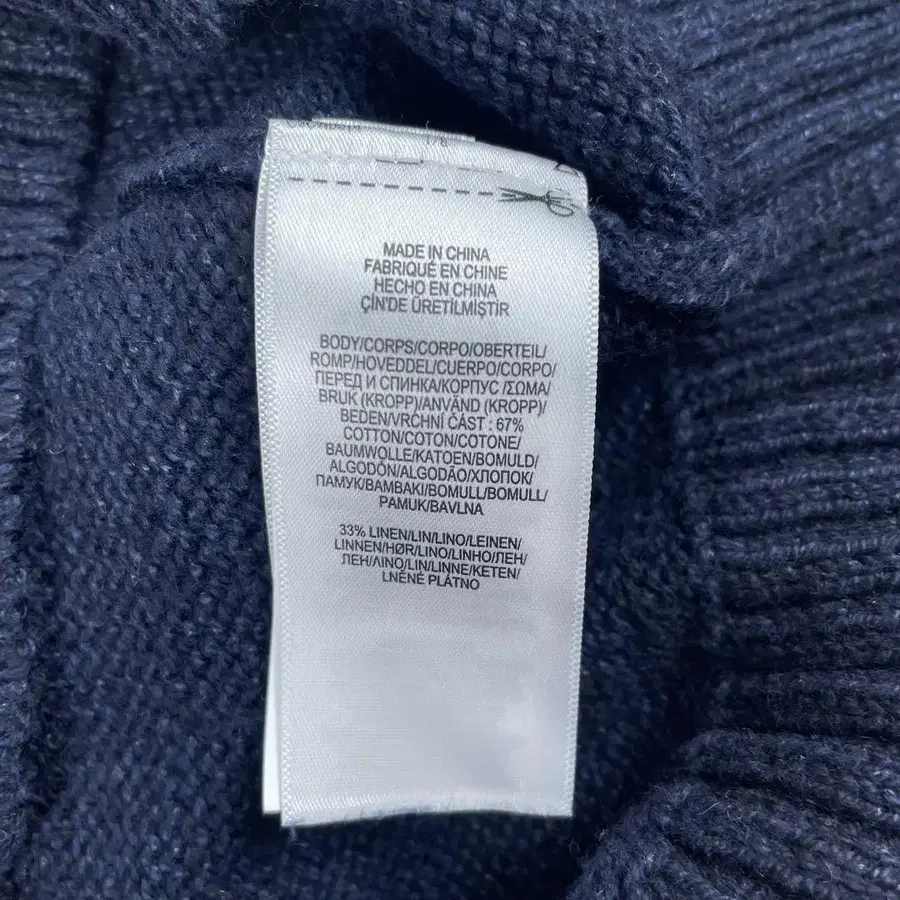 MADE IN CHINA
FABRIQUÉ EN CHINE
HECHO EN CHINA
ÇİN'DE ÜRETİLMİŞTİR
BODY/CORPS/CORPO/OBERTEIL/
ROMP/HOVEDDEL/CUERPO/CORPO/
ПЕРЕД И СПИНКА/КОРПУС /ΣΩΜΑ/
BRUK (KROPP)/ANVÄND (KROPP)/
BEDEN/VRCHNÍ ČÁST : 67%
COTTON/COTON/COTONE/
BAUMWOLLE/KATOEN/BOMULD/
ALGODÓN/ALGODÃO/ХЛОПОК/
ПАМУК/ΒΑΜΒΑΚΙ/BOMULL/BOMULL/
PAMUK/BAVLNA
33% LINEN/LIN/LINO/LEINEN/
LINNEN/HØR/LINO/LINHO/ЛЕН/
ЛЕН/ΛΙΝΟ/LIN/LINNE/KETEN/
LNĚNÉ PLÁTNO